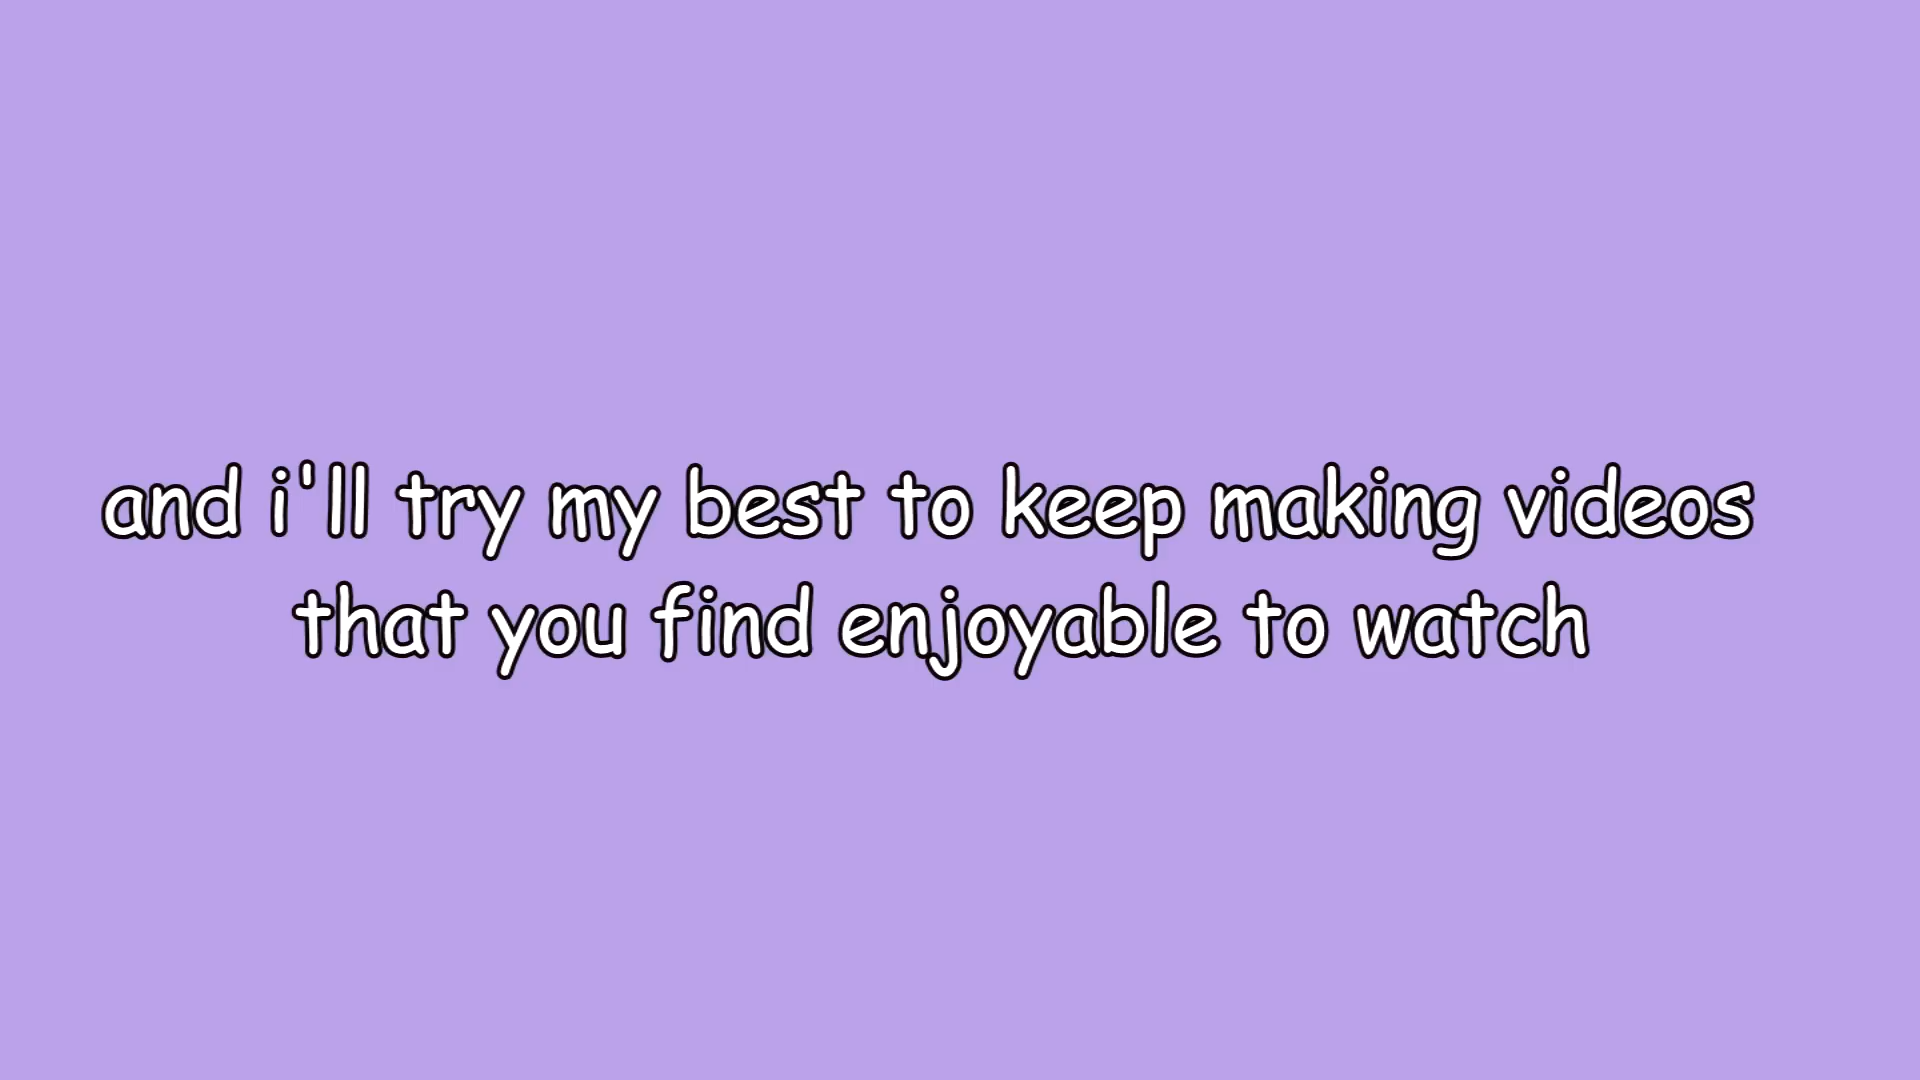 and i'll try my best to keep making videos
that you find enjoyable to watch